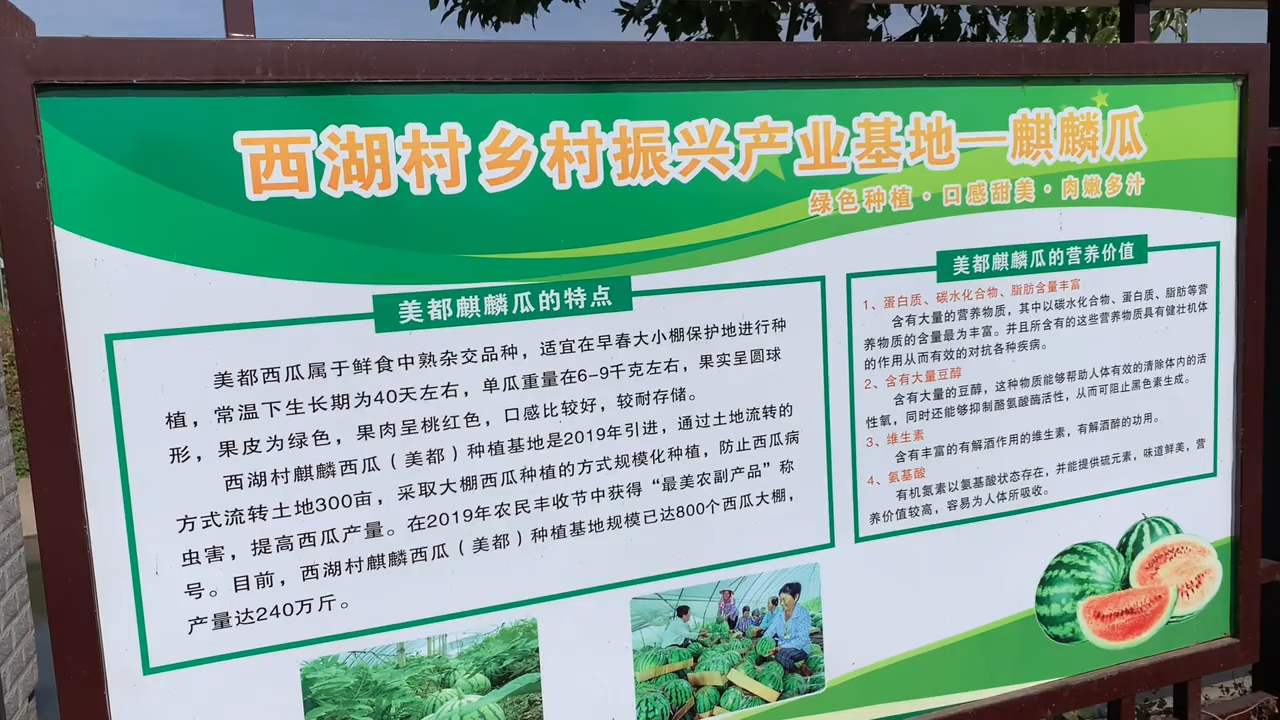 西湖村乡村振兴产业基地—麒麟瓜
绿色种植·口感甜美·肉嫩多汁
美都麒麟瓜的特点
美都西瓜属于鲜食中熟杂交品种，适宜在早春大小棚保护地进行种
植，常温下生长期为40天左右，单瓜重量在6-9千克左右，果实呈圆球
形，果皮为绿色，果肉呈桃红色，口感比较好，较耐存储。
西湖村麒麟西瓜（美都）种植基地是2019年引进，通过土地流转的
方式流转土地300亩，采取大棚西瓜种植的方式规模化种植，防止西瓜病
虫害，提高西瓜产量。在2019年农民丰收节中获得“最美农副产品”称
号。目前，西湖村麒麟西瓜（美都）种植基地规模已达800个西瓜大棚，
产量达240万斤。
美都麒麟瓜的营养价值
1、蛋白质、碳水化合物、脂肪含量丰富
含有大量的营养物质，其中以碳水化合物、蛋白质、脂肪等营
养物质的含量最为丰富。并且所含有的这些营养物质具有健壮机体
的作用从而有效的对抗各种疾病。
2、含有大量豆醇
含有大量的豆醇，这种物质能够帮助人体有效的清除体内的活
性氧，同时还能够抑制酪氨酸酶活性，从而可阻止黑色素生成。
3、维生素
含有丰富的有解酒作用的维生素，有解酒醉的功用。
4、氨基酸
有机氮素以氨基酸状态存在，并能提供硫元素，味道鲜美，营
养价值较高，容易为人体所吸收。